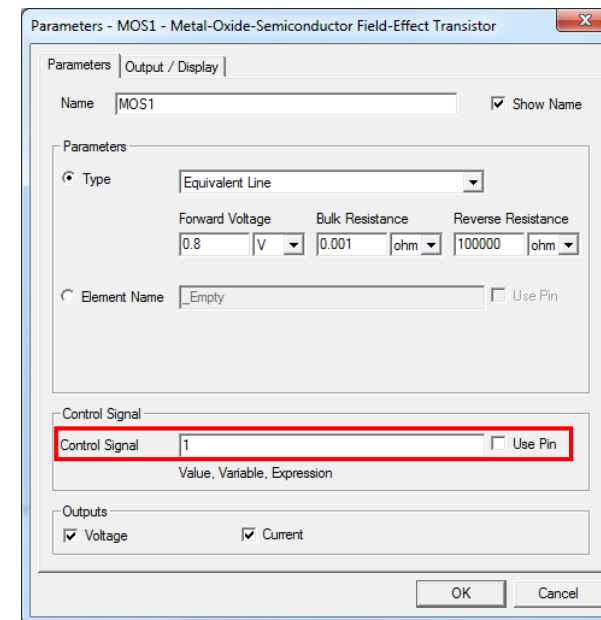 Parameters - MOS1 - Metal-Oxide-Semiconductor Field-Effect Transistor
Parameters Output / Display
Name MOS1 Show Name
Parameters
Type Equivalent Line
Forward Voltage Bulk Resistance Reverse Resistance
0.8 V 0.001 ohm 100000 ohm
Element Name _Empty Use Pin
Control Signal
Control Signal 1 Use Pin
Value, Variable, Expression
Outputs
Voltage Current
OK Cancel